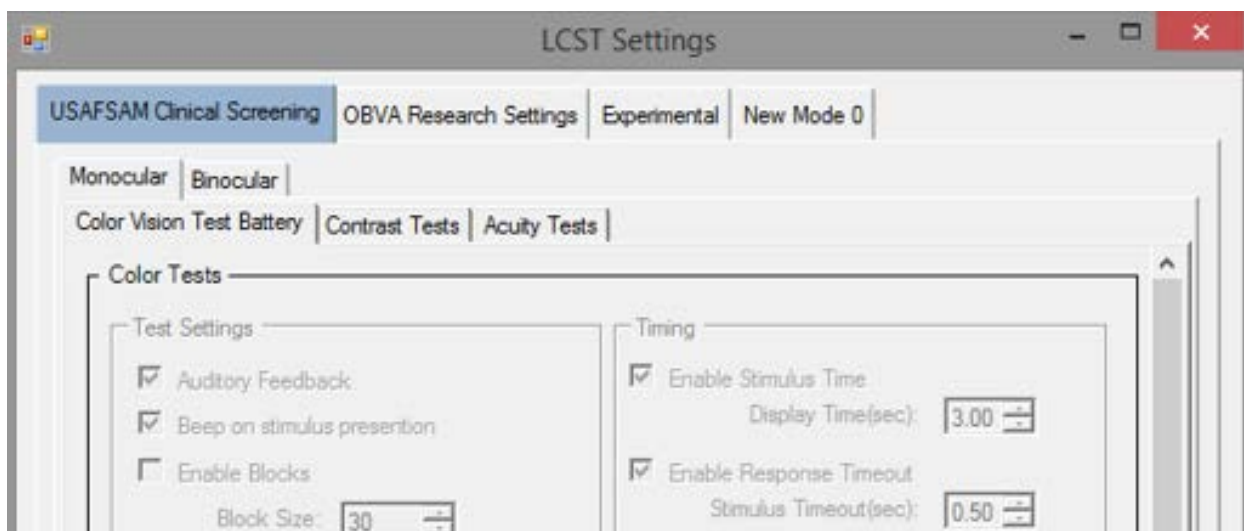 LCST Settings
USAFSAM Clinical Screening OBVA Research Settings Experimental New Mode 0
Monocular Binocular
Color Vision Test Battery Contrast Tests Acuity Tests
Color Tests
Test Settings
Auditory Feedback
Beep on stimulus presention
Enable Blocks
Block Size: 30
Timing
Enable Stimulus Time
Display Time(sec): 3.00
Enable Response Timeout
Stimulus Timeout(sec): 0.50